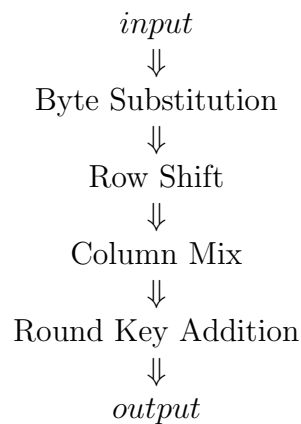 input
⇓
Byte Substitution
⇓
Row Shift
⇓
Column Mix
⇓
Round Key Addition
⇓
output